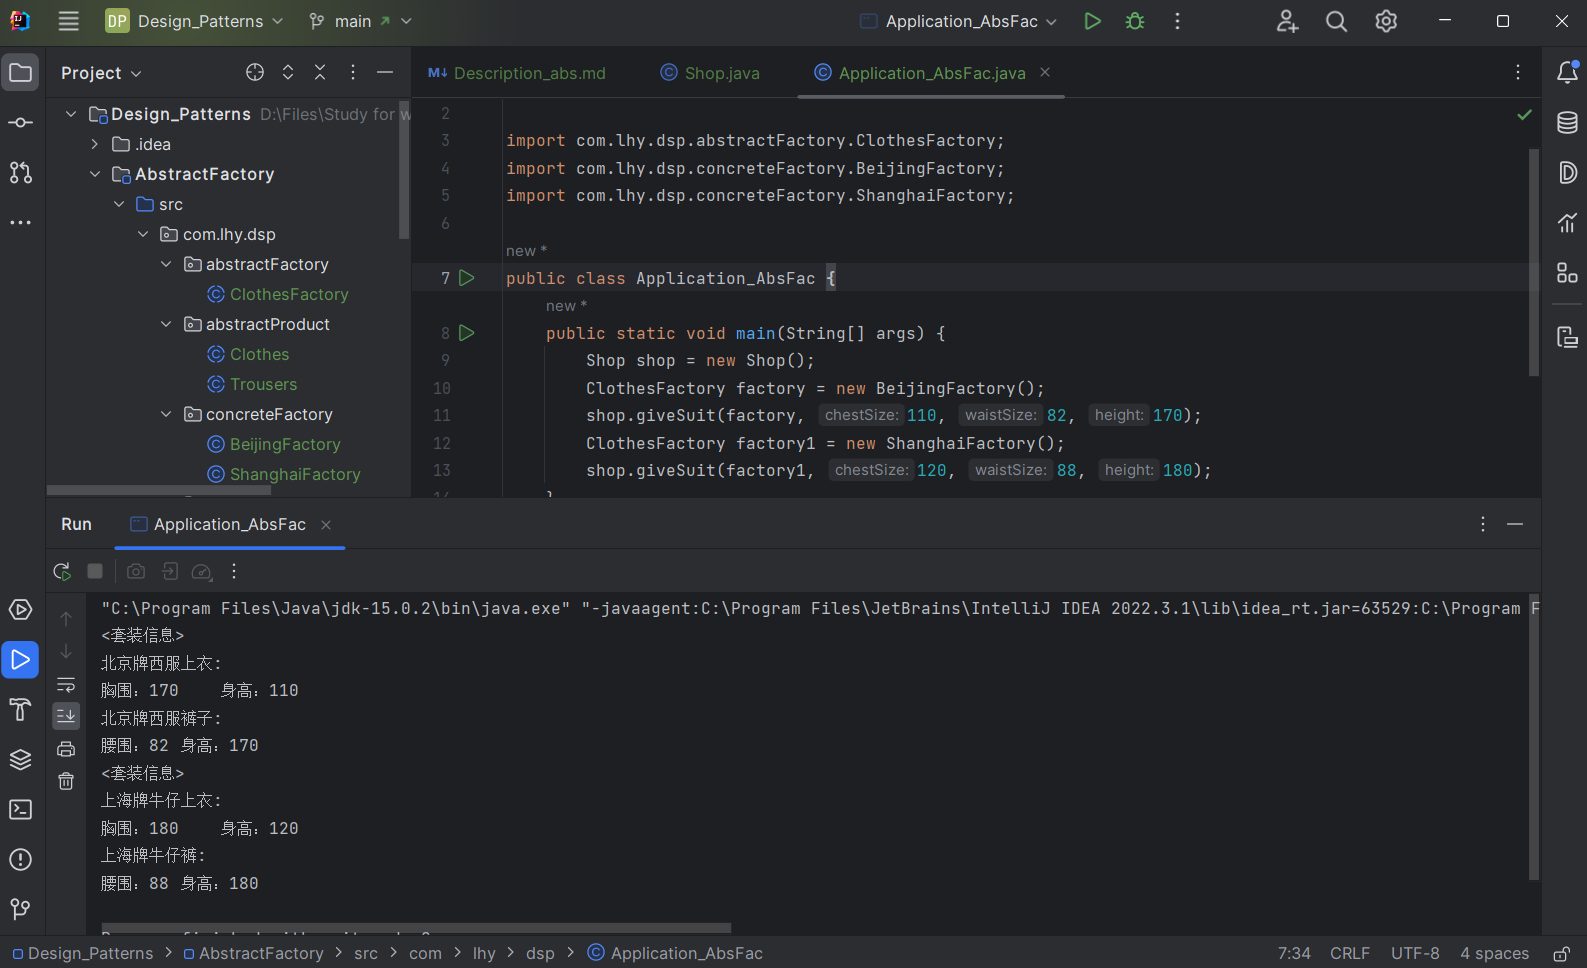 DP Design_Patterns main Application_AbsFac
Project
Description_abs.md Shop.java Application_AbsFac.java
Design_Patterns D:\Files\Study for w
.idea
AbstractFactory
src
com.lhy.dsp
abstractFactory
ClothesFactory
abstractProduct
Clothes
Trousers
concreteFactory
BeijingFactory
ShanghaiFactory
2
3 import com.lhy.dsp.abstractFactory.ClothesFactory;
4 import com.lhy.dsp.concreteFactory.BeijingFactory;
5 import com.lhy.dsp.concreteFactory.ShanghaiFactory;
6
new *
7 public class Application_AbsFac {
new *
8 public static void main(String[] args) {
9 Shop shop = new Shop();
10 ClothesFactory factory = new BeijingFactory();
11 shop.giveSuit(factory, chestSize: 110, waistSize: 82, height: 170);
12 ClothesFactory factory1 = new ShanghaiFactory();
13 shop.giveSuit(factory1, chestSize: 120, waistSize: 88, height: 180);
Run Application_AbsFac
"C:\Program Files\Java\jdk-15.0.2\bin\java.exe" "-javaagent:C:\Program Files\JetBrains\IntelliJ IDEA 2022.3.1\lib\idea_rt.jar=63529:C:\Program F
<套装信息>
北京牌西服上衣：
胸围：170 身高：110
北京牌西服裤子：
腰围：82 身高：170
<套装信息>
上海牌牛仔上衣：
胸围：180 身高：120
上海牌牛仔裤：
腰围：88 身高：180
Design_Patterns > AbstractFactory > src > com > lhy > dsp > Application_AbsFac 7:34 CRLF UTF-8 4 spaces